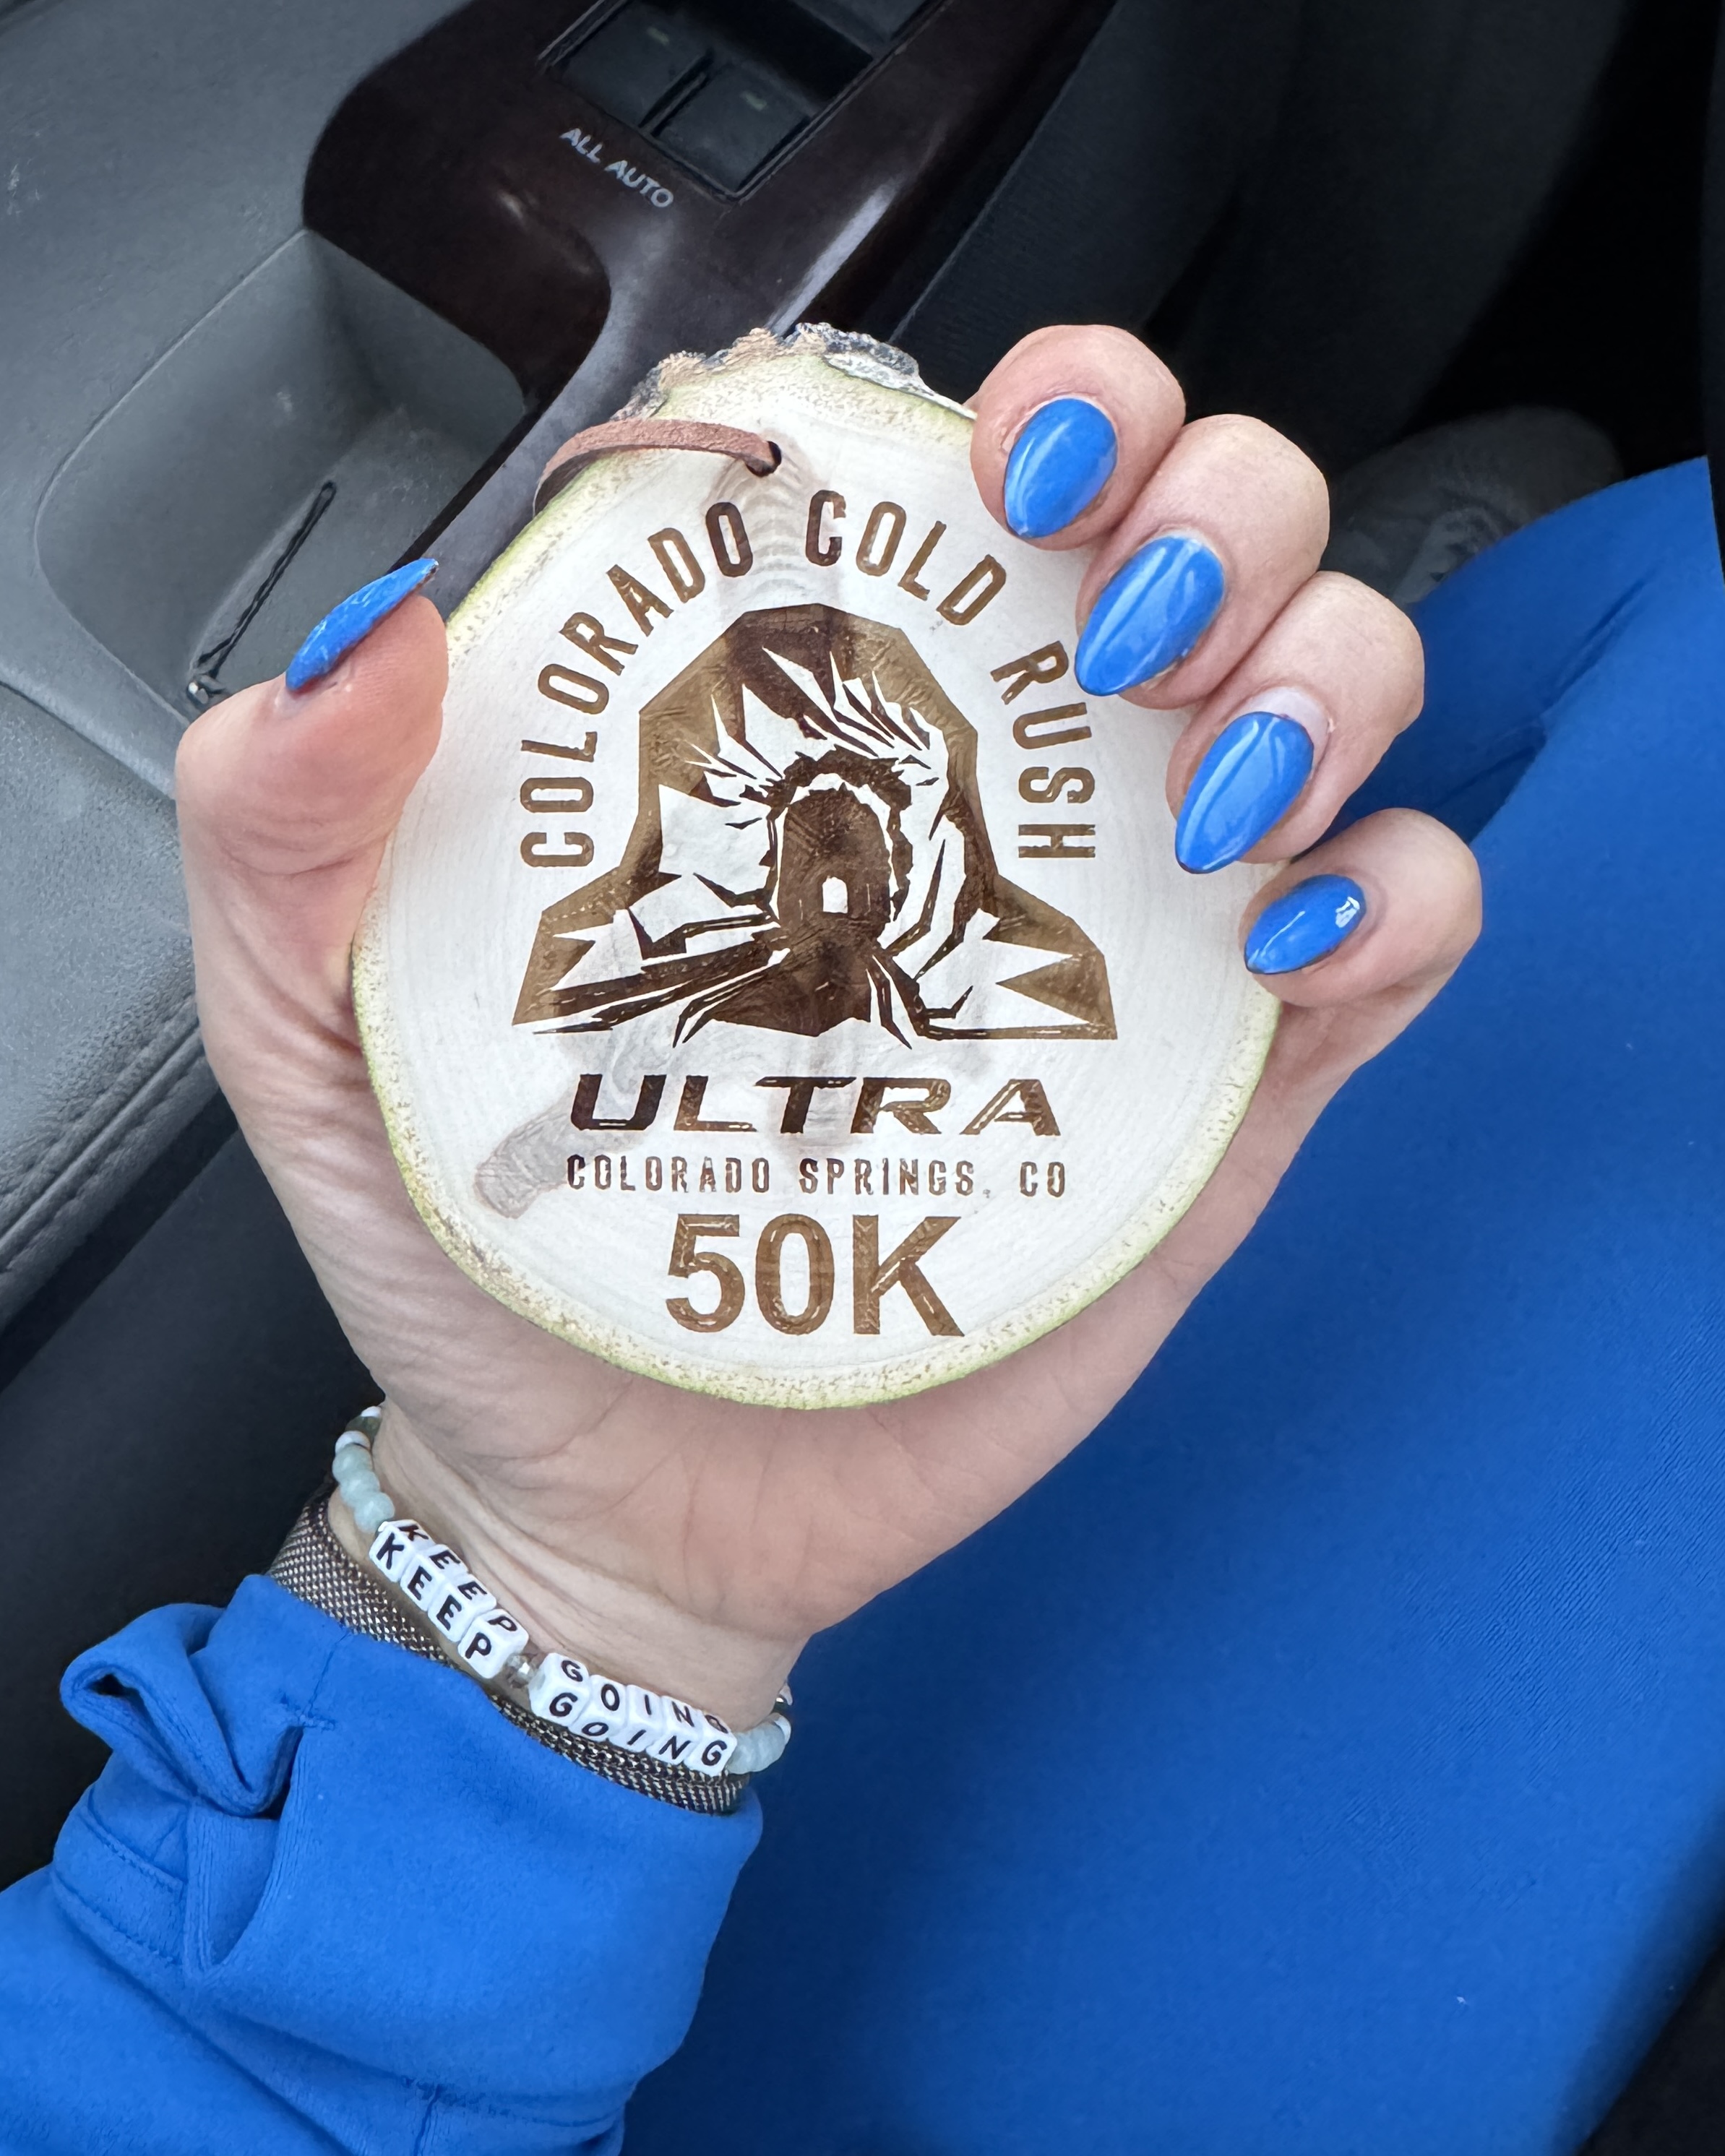 ALL AUTO
COLORADO COLD RUSH
ULTRA
COLORADO SPRINGS, CO
50K
KEEP GOING
KEEP GOING